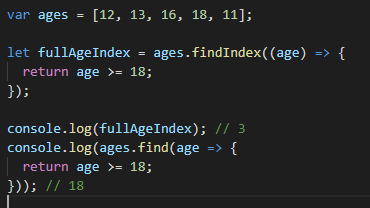 var ages = [12, 13, 16, 18, 11];
let fullAgeIndex = ages.findIndex((age) => {
  return age >= 18;
});
console.log(fullAgeIndex); // 3
console.log(ages.find(age => {
  return age >= 18;
})); // 18